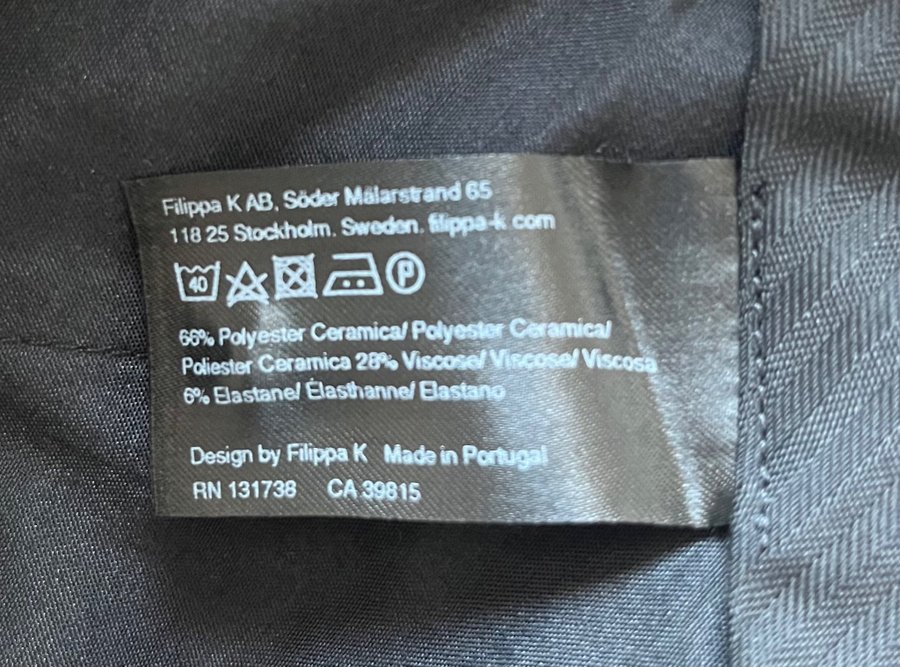 Filippa K AB, Söder Mälarstrand 65
118 25 Stockholm. Sweden. filippa-k.com
40 P
66% Polyester Ceramica/ Polyester Ceramica/
Poliester Ceramica 28% Viscose/ Viscose/ Viscosa
6% Elastane/ Élasthanne/ Elastano
Design by Filippa K Made in Portugal
RN 131738 CA 39815